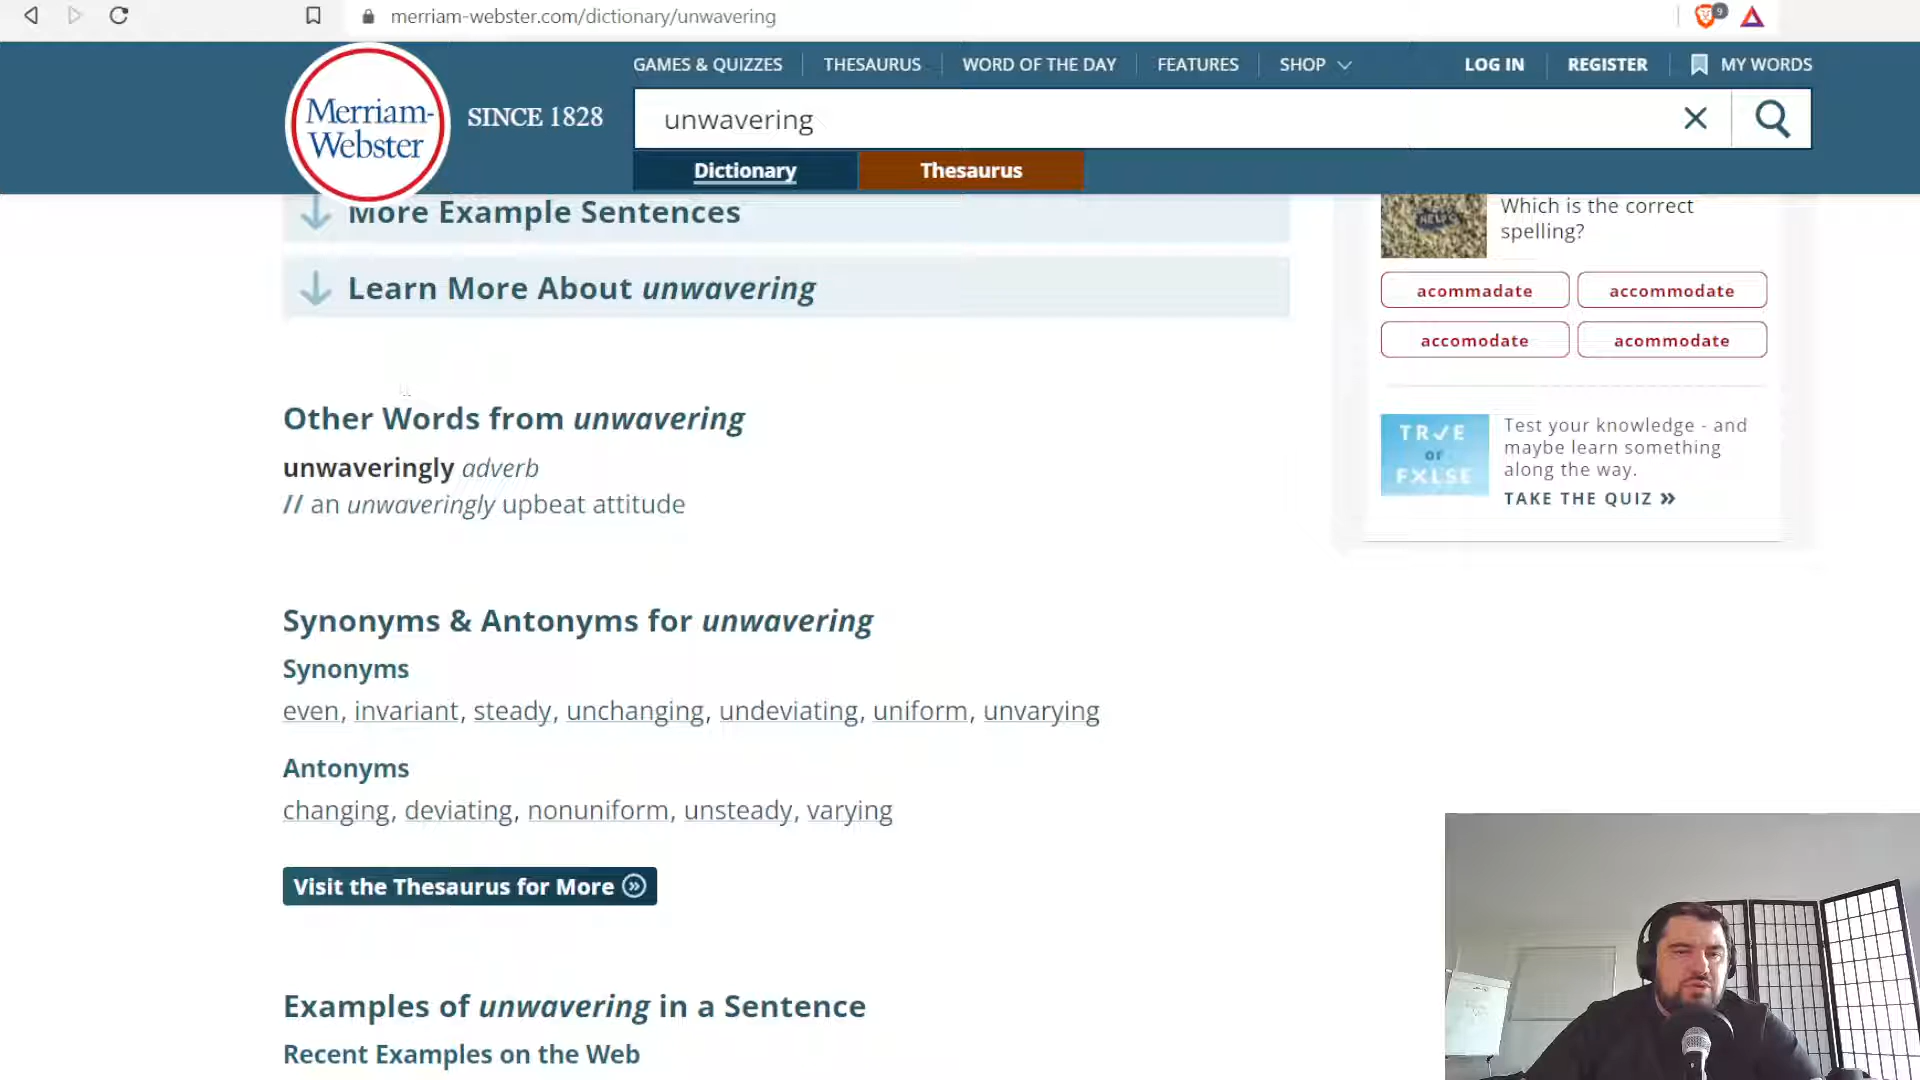 merriam-webster.com/dictionary/unwavering
9
GAMES & QUIZZES THESAURUS WORD OF THE DAY FEATURES SHOP LOG IN REGISTER MY WORDS
Merriam-
Webster
SINCE 1828
unwavering
Dictionary Thesaurus
More Example Sentences
Learn More About unwavering
Other Words from unwavering
unwaveringly adverb
// an unwaveringly upbeat attitude
Synonyms & Antonyms for unwavering
Synonyms
even, invariant, steady, unchanging, undeviating, uniform, unvarying
Antonyms
changing, deviating, nonuniform, unsteady, varying
Visit the Thesaurus for More
Examples of unwavering in a Sentence
Recent Examples on the Web
Which is the correct
spelling?
acommadate accommodate
accomodate acommodate
TR✓E
or
FXLSE
Test your knowledge - and
maybe learn something
along the way.
TAKE THE QUIZ »